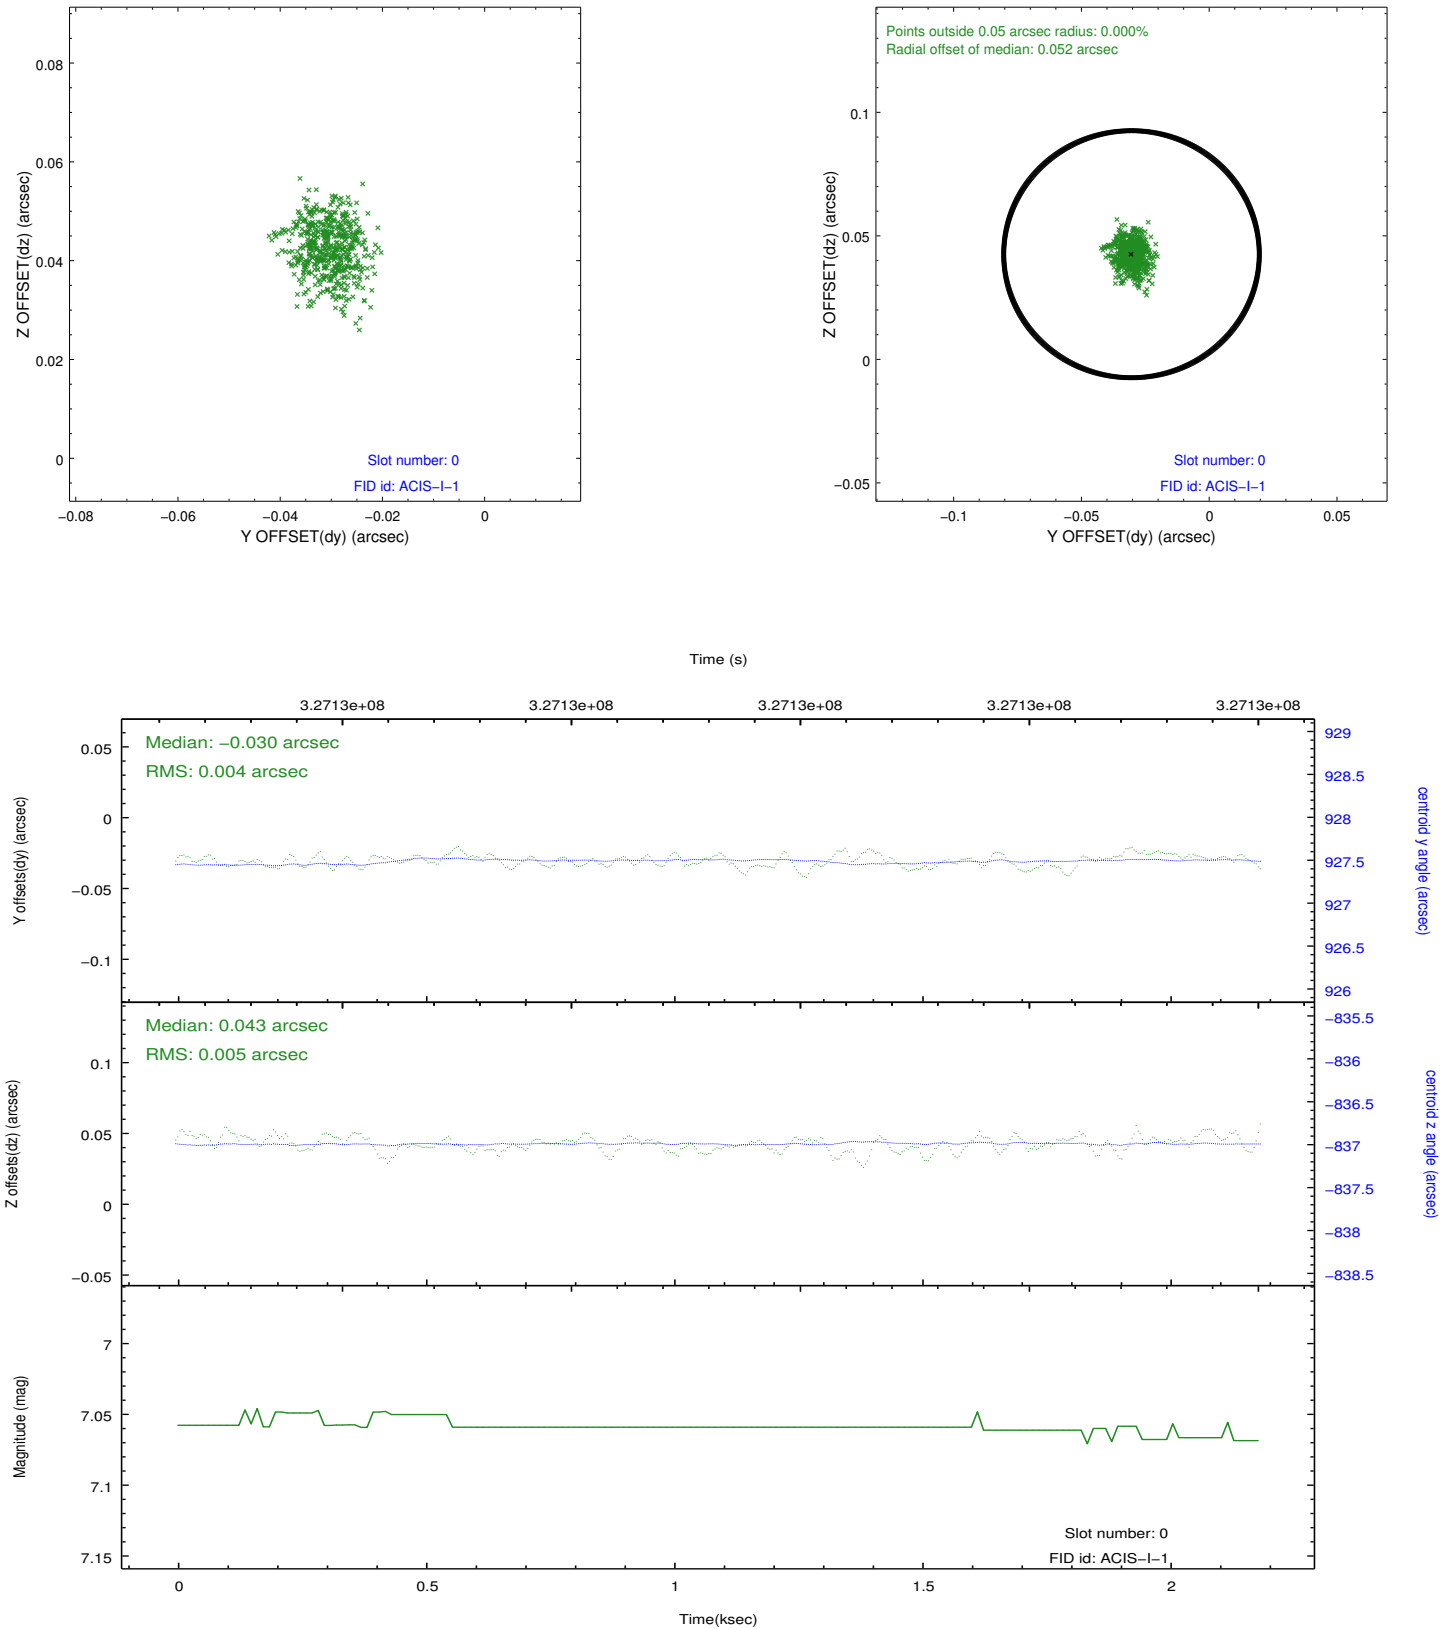 0.08
0.06
0.04
0.02
0
Z OFFSET(dz) (arcsec)
Slot number: 0
FID id: ACIS−I−1
−0.08
−0.06
−0.04
−0.02
0
Y OFFSET(dy) (arcsec)
Points outside 0.05 arcsec radius: 0.000%
Radial offset of median: 0.052 arcsec
0.1
0.05
0
−0.05
Z OFFSET(dz) (arcsec)
Slot number: 0
FID id: ACIS−I−1
−0.1
−0.05
0
0.05
Y OFFSET(dy) (arcsec)
Time (s)
3.2713e+08
3.2713e+08
3.2713e+08
3.2713e+08
3.2713e+08
Median: −0.030 arcsec
RMS: 0.004 arcsec
0.05
0
−0.05
−0.1
Y offsets(dy) (arcsec)
929
928.5
928
927.5
927
926.5
926
centroid y angle (arcsec)
Median: 0.043 arcsec
RMS: 0.005 arcsec
0.1
0.05
0
−0.05
Z offsets(dz) (arcsec)
−835.5
−836
−836.5
−837
−837.5
−838
−838.5
centroid z angle (arcsec)
7
7.05
7.1
7.15
Magnitude (mag)
Slot number: 0
FID id: ACIS−I−1
0
0.5
1
1.5
2
Time(ksec)